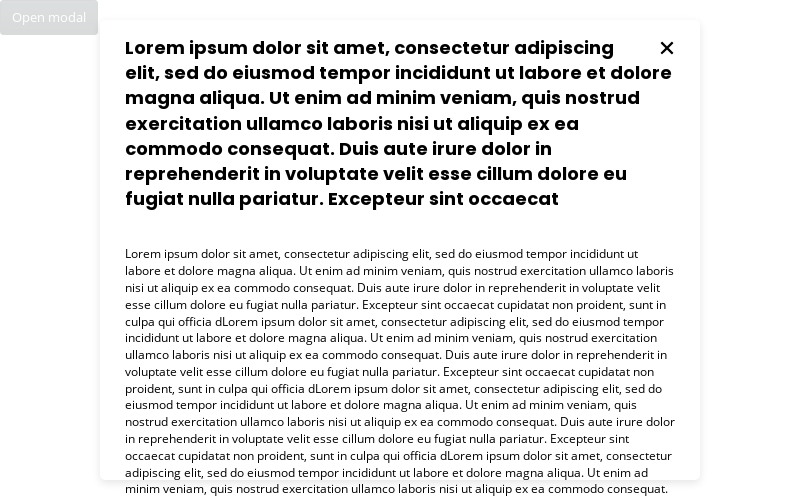 Open modal
Lorem ipsum dolor sit amet, consectetur adipiscing
elit, sed do eiusmod tempor incididunt ut labore et dolore
magna aliqua. Ut enim ad minim veniam, quis nostrud
exercitation ullamco laboris nisi ut aliquip ex ea
commodo consequat. Duis aute irure dolor in
reprehenderit in voluptate velit esse cillum dolore eu
fugiat nulla pariatur. Excepteur sint occaecat
Lorem ipsum dolor sit amet, consectetur adipiscing elit, sed do eiusmod tempor incididunt ut
labore et dolore magna aliqua. Ut enim ad minim veniam, quis nostrud exercitation ullamco laboris
nisi ut aliquip ex ea commodo consequat. Duis aute irure dolor in reprehenderit in voluptate velit
esse cillum dolore eu fugiat nulla pariatur. Excepteur sint occaecat cupidatat non proident, sunt in
culpa qui officia dLorem ipsum dolor sit amet, consectetur adipiscing elit, sed do eiusmod tempor
incididunt ut labore et dolore magna aliqua. Ut enim ad minim veniam, quis nostrud exercitation
ullamco laboris nisi ut aliquip ex ea commodo consequat. Duis aute irure dolor in reprehenderit in
voluptate velit esse cillum dolore eu fugiat nulla pariatur. Excepteur sint occaecat cupidatat non
proident, sunt in culpa qui officia dLorem ipsum dolor sit amet, consectetur adipiscing elit, sed do
eiusmod tempor incididunt ut labore et dolore magna aliqua. Ut enim ad minim veniam, quis
nostrud exercitation ullamco laboris nisi ut aliquip ex ea commodo consequat. Duis aute irure dolor
in reprehenderit in voluptate velit esse cillum dolore eu fugiat nulla pariatur. Excepteur sint
occaecat cupidatat non proident, sunt in culpa qui officia dLorem ipsum dolor sit amet, consectetur
adipiscing elit, sed do eiusmod tempor incididunt ut labore et dolore magna aliqua. Ut enim ad
minim veniam, quis nostrud exercitation ullamco laboris nisi ut aliquip ex ea commodo consequat.